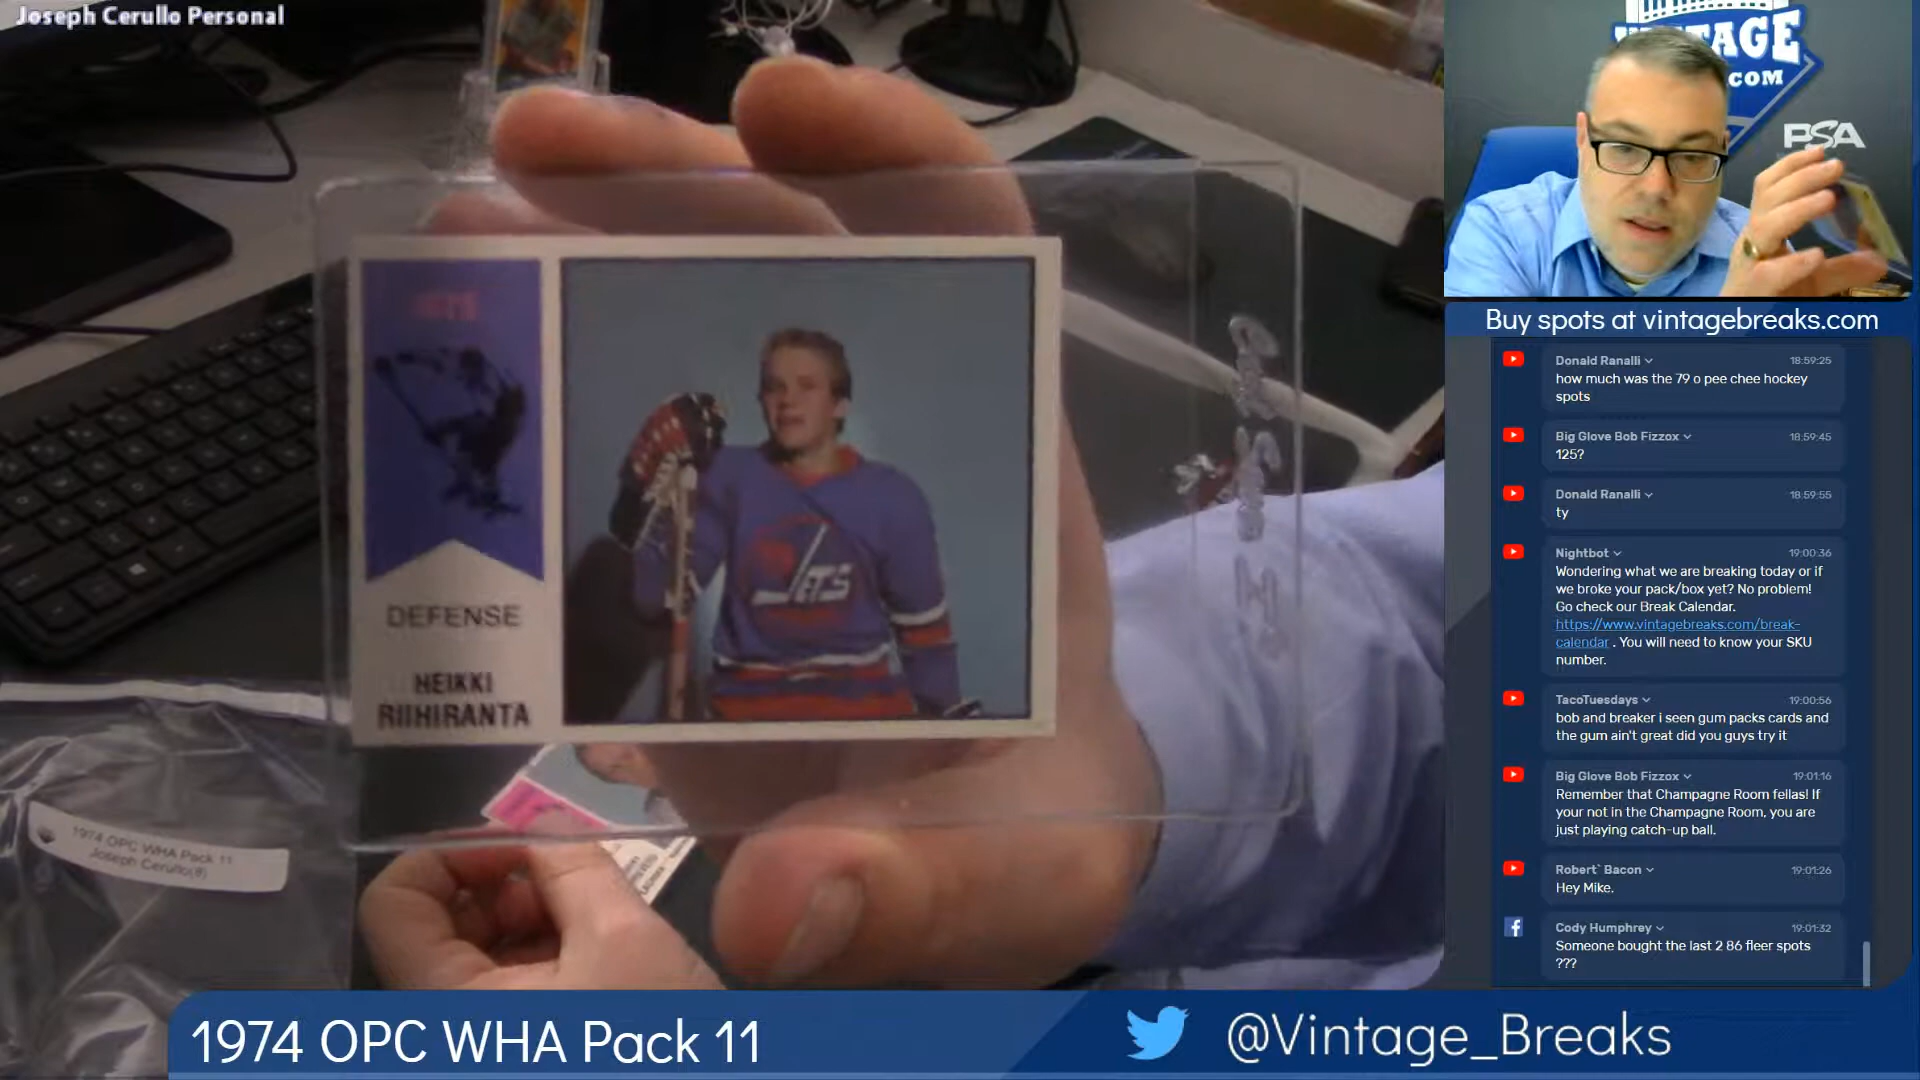 Joseph Cerullo Personal
JETS
DEFENSE
HEIKKI
RIIHIRANTA
JETS
1974 OPC WHA Pack 11
Joseph Cerullo(8)
VINTAGE
.COM
PSA
Buy spots at vintagebreaks.com
Donald Ranalli 18:59:25
how much was the 79 o pee chee hockey
spots
Big Glove Bob Fizzox 18:59:45
125?
Donald Ranalli 18:59:55
ty
Nightbot 19:00:36
Wondering what we are breaking today or if
we broke your pack/box yet? No problem!
Go check our Break Calendar.
https://www.vintagebreaks.com/break-
calendar . You will need to know your SKU
number.
TacoTuesdays 19:00:56
bob and breaker i seen gum packs cards and
the gum ain't great did you guys try it
Big Glove Bob Fizzox 19:01:16
Remember that Champagne Room fellas! If
your not in the Champagne Room, you are
just playing catch-up ball.
Robert` Bacon 19:01:26
Hey Mike.
Cody Humphrey 19:01:32
Someone bought the last 2 86 fleer spots
???
1974 OPC WHA Pack 11
@Vintage_Breaks